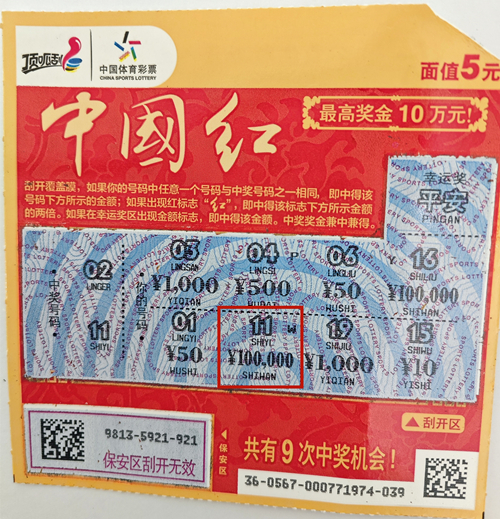 顶呱刮
中国体育彩票
CHINA SPORTS LOTTERY
面值5元
中國红
最高奖金10万元!
刮开覆盖膜,如果你的号码中任意一个号码与中奖号码之一相同,即中得该
号码下方所示的金额;如果出现红标志“红”,即中得该标志下方所示金额
的两倍。如果在幸运奖区出现金额标志,即中得该金额。中奖奖金兼中兼得。
幸运奖
平安
PINGAN
中奖号码
02
LINGER
11
SHIYI
你的号码
03
LINGSAN
¥1,000
YIQIAN
04
P
LINGSI
¥500
WUBAI
06
LINGLIU
¥50
WUSHI
16
SHILIU
¥100,000
SHIWAN
01
LINGYI
¥50
WUSHI
11
W
SHIYI
¥100,000
SHIWAN
19
SHIJIU
¥1,000
YIQIAN
15
SHIWU
¥10
YISHI
▲刮开区
9813-5921-921
保安区刮开无效
保安区
共有9次中奖机会!
36-0567-000771974-039